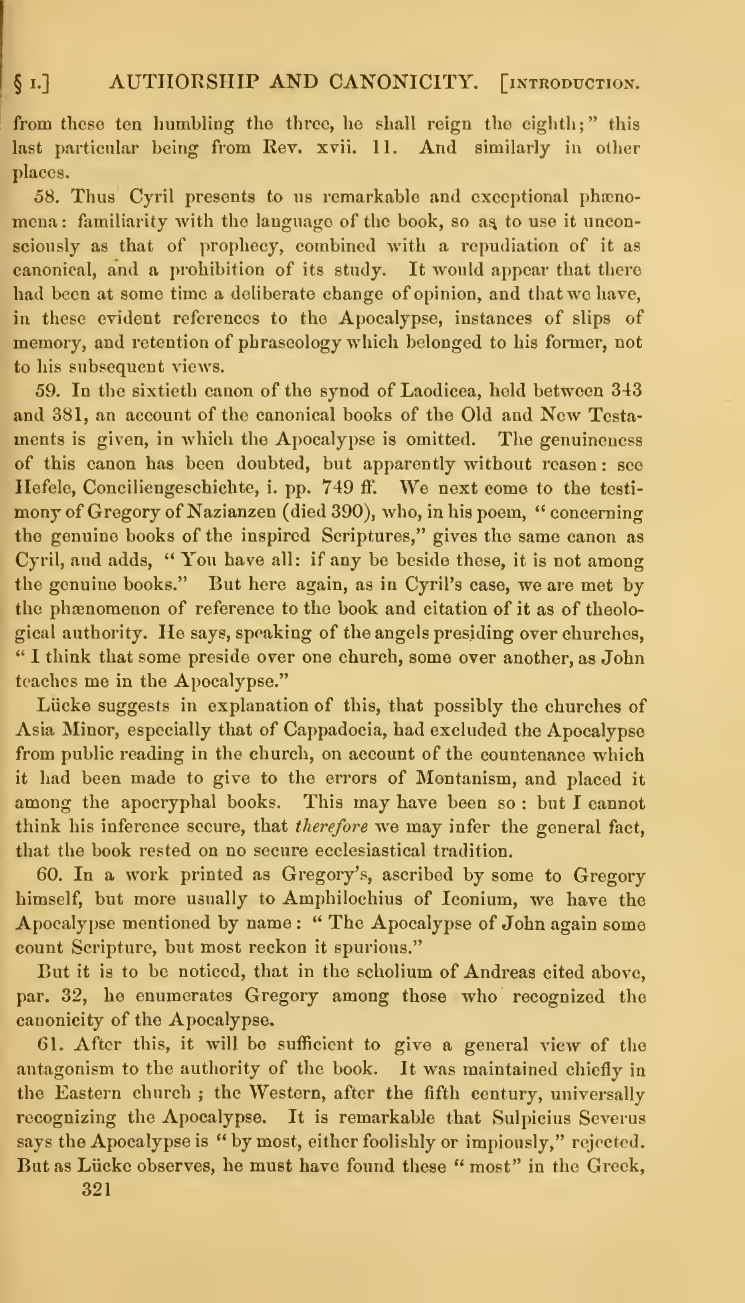 § I.] AUTHORSHIP AND CANONICITY. [INTRODUCTION.
from these ten humbling the three, he shall reign the eighth;” this
last particular being from Rev. xvii. 11. And similarly in other
places.
58. Thus Cyril presents to us remarkable and exceptional phæno-
mena: familiarity with the language of the book, so as to use it uncon-
sciously as that of prophecy, combined with a repudiation of it as
canonical, and a prohibition of its study. It would appear that there
had been at some time a deliberate change of opinion, and that we have,
in these evident references to the Apocalypse, instances of slips of
memory, and retention of phraseology which belonged to his former, not
to his subsequent views.
59. In the sixtieth canon of the synod of Laodicea, held between 343
and 381, an account of the canonical books of the Old and New Testa-
ments is given, in which the Apocalypse is omitted. The genuineness
of this canon has been doubted, but apparently without reason: see
Hefele, Conciliengeschichte, i. pp. 749 ff. We next come to the testi-
mony of Gregory of Nazianzen (died 390), who, in his poem, “concerning
the genuine books of the inspired Scriptures,” gives the same canon as
Cyril, and adds, “You have all: if any be beside these, it is not among
the genuine books.” But here again, as in Cyril’s case, we are met by
the phænomenon of reference to the book and citation of it as of theolo-
gical authority. He says, speaking of the angels presiding over churches,
“I think that some preside over one church, some over another, as John
teaches me in the Apocalypse.”
Lücke suggests in explanation of this, that possibly the churches of
Asia Minor, especially that of Cappadocia, had excluded the Apocalypse
from public reading in the church, on account of the countenance which
it had been made to give to the errors of Montanism, and placed it
among the apocryphal books. This may have been so: but I cannot
think his inference secure, that therefore we may infer the general fact,
that the book rested on no secure ecclesiastical tradition.
60. In a work printed as Gregory’s, ascribed by some to Gregory
himself, but more usually to Amphilochius of Iconium, we have the
Apocalypse mentioned by name: “The Apocalypse of John again some
count Scripture, but most reckon it spurious.”
But it is to be noticed, that in the scholium of Andreas cited above,
par. 32, he enumerates Gregory among those who recognized the
canonicity of the Apocalypse.
61. After this, it will be sufficient to give a general view of the
antagonism to the authority of the book. It was maintained chiefly in
the Eastern church; the Western, after the fifth century, universally
recognizing the Apocalypse. It is remarkable that Sulpicius Severus
says the Apocalypse is “by most, either foolishly or impiously,” rejected.
But as Lücke observes, he must have found these “most” in the Greek,
321